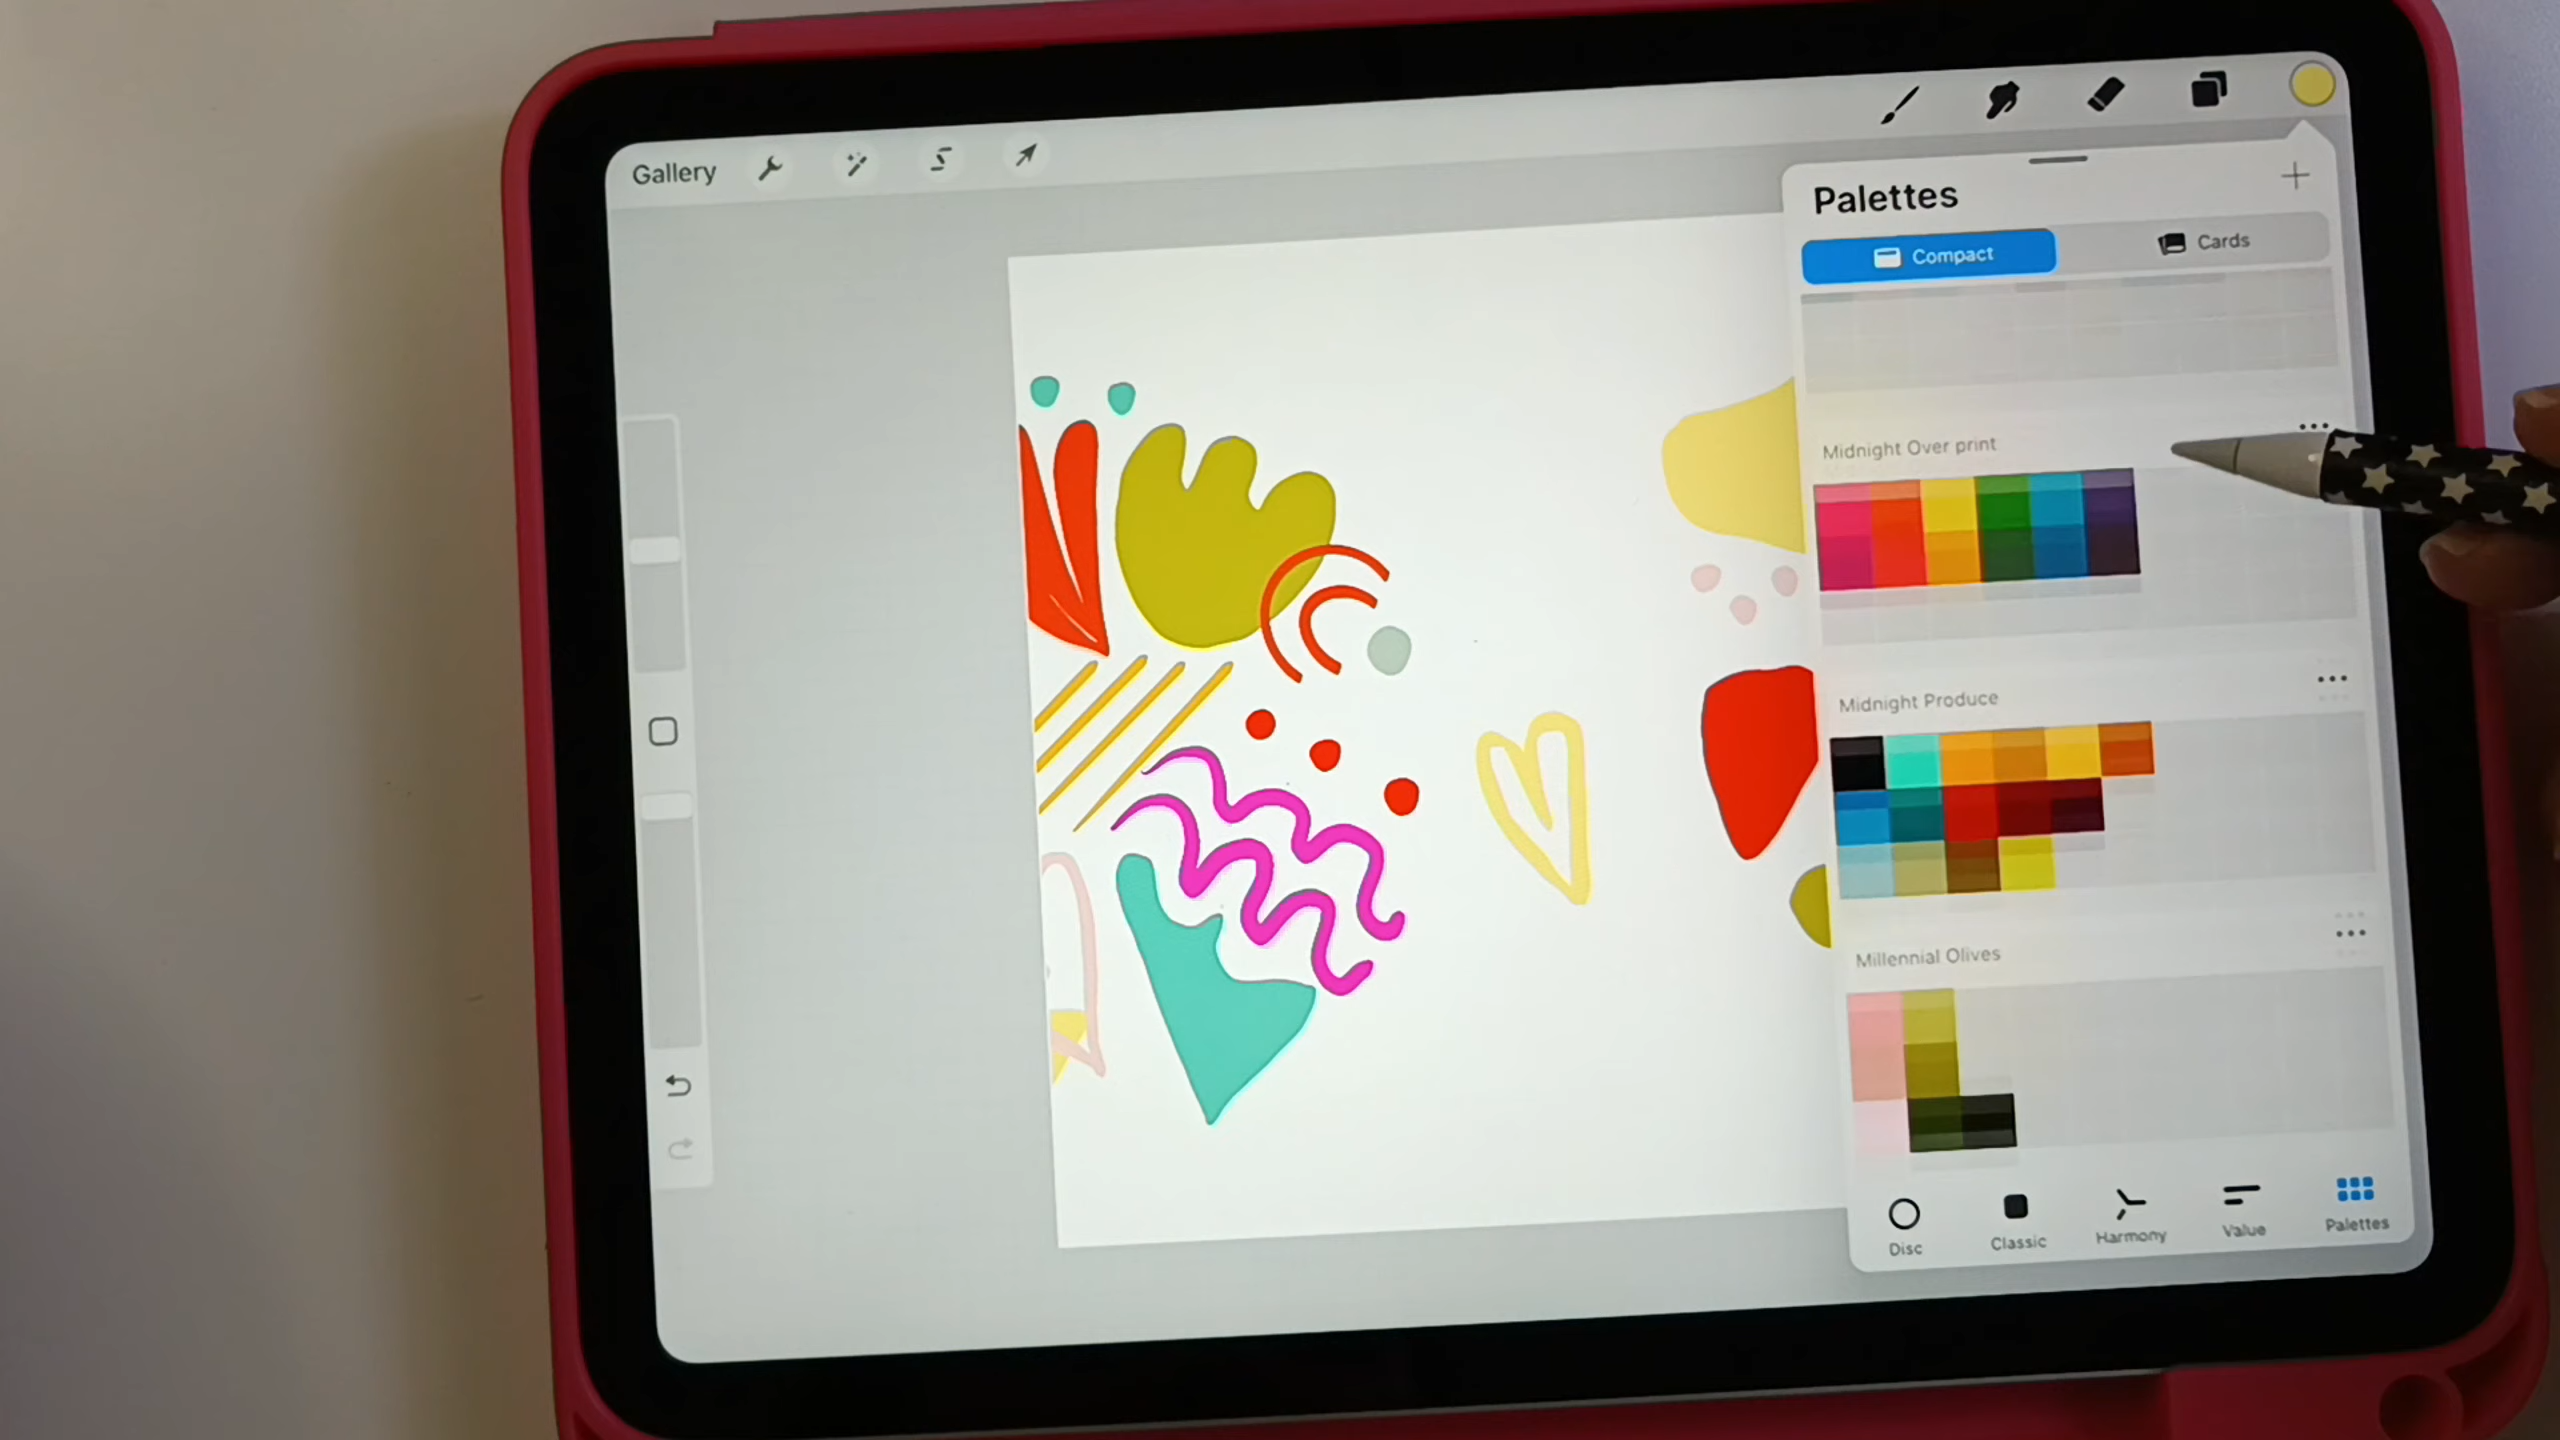 Gallery
Palettes
Compact
Cards
Midnight Over print
Midnight Produce
Millennial Olives
Disc
Classic
Harmony
Value
Palettes